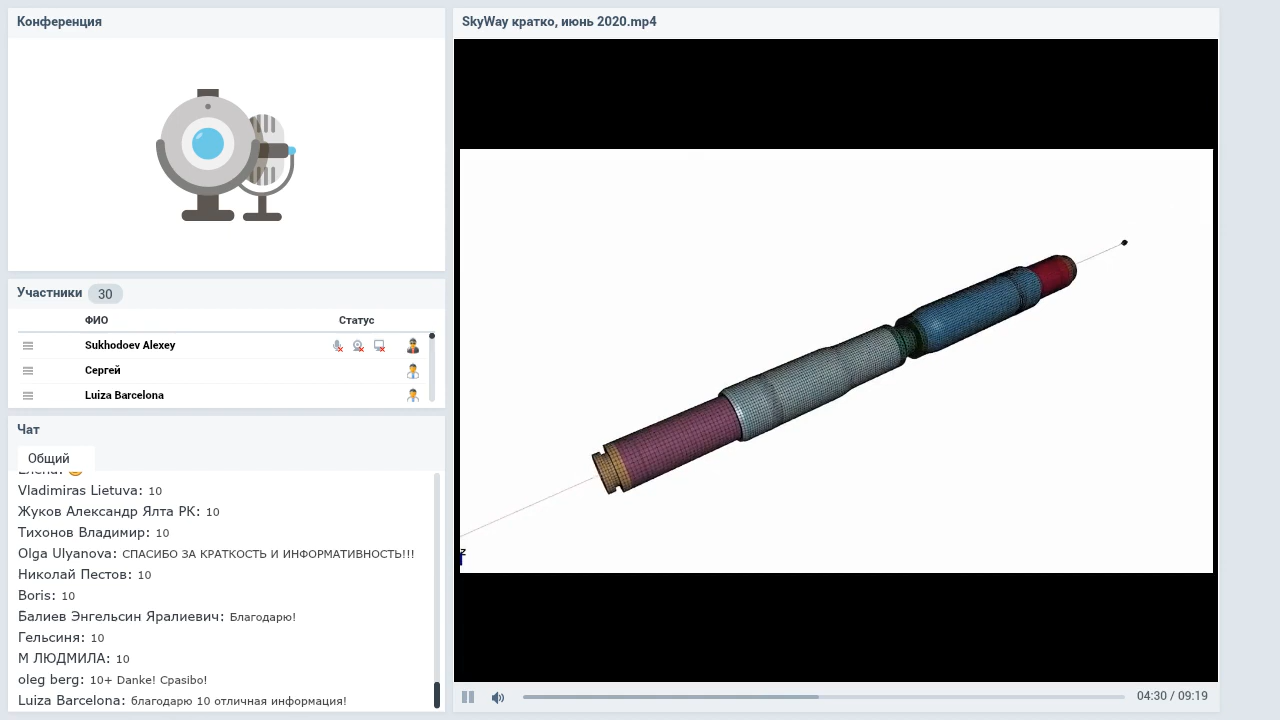 Конференция
Участники 30
ФИО Статус
Sukhodoev Alexey
Сергей
Luiza Barcelona
Чат
Общий
Елена:
Vladimiras Lietuva: 10
Жуков Александр Ялта РК: 10
Тихонов Владимир: 10
Olga Ulyanova: СПАСИБО ЗА КРАТКОСТЬ И ИНФОРМАТИВНОСТЬ!!!
Николай Пестов: 10
Boris: 10
Балиев Энгельсин Яралиевич: Благодарю!
Гельсиня: 10
М ЛЮДМИЛА: 10
oleg berg: 10+ Danke! Cpasibo!
Luiza Barcelona: благодарю 10 отличная информация!
SkyWay кратко, июнь 2020.mp4
z
04:30 / 09:19